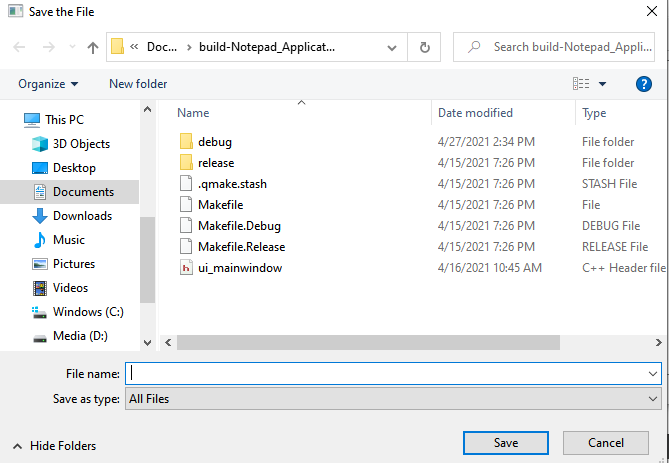 Save the File
« Doc... › build-Notepad_Applicat...
Search build-Notepad_Appli...
Organize New folder
Name Date modified Type
This PC
3D Objects
Desktop
Documents
Downloads
Music
Pictures
Videos
Windows (C:)
Media (D:)
debug 4/27/2021 2:34 PM File folder
release 4/15/2021 7:26 PM File folder
.qmake.stash 4/15/2021 7:26 PM STASH File
Makefile 4/15/2021 7:26 PM File
Makefile.Debug 4/15/2021 7:26 PM DEBUG File
Makefile.Release 4/15/2021 7:26 PM RELEASE File
ui_mainwindow 4/16/2021 10:45 AM C++ Header file
File name:
Save as type: All Files
Hide Folders Save Cancel